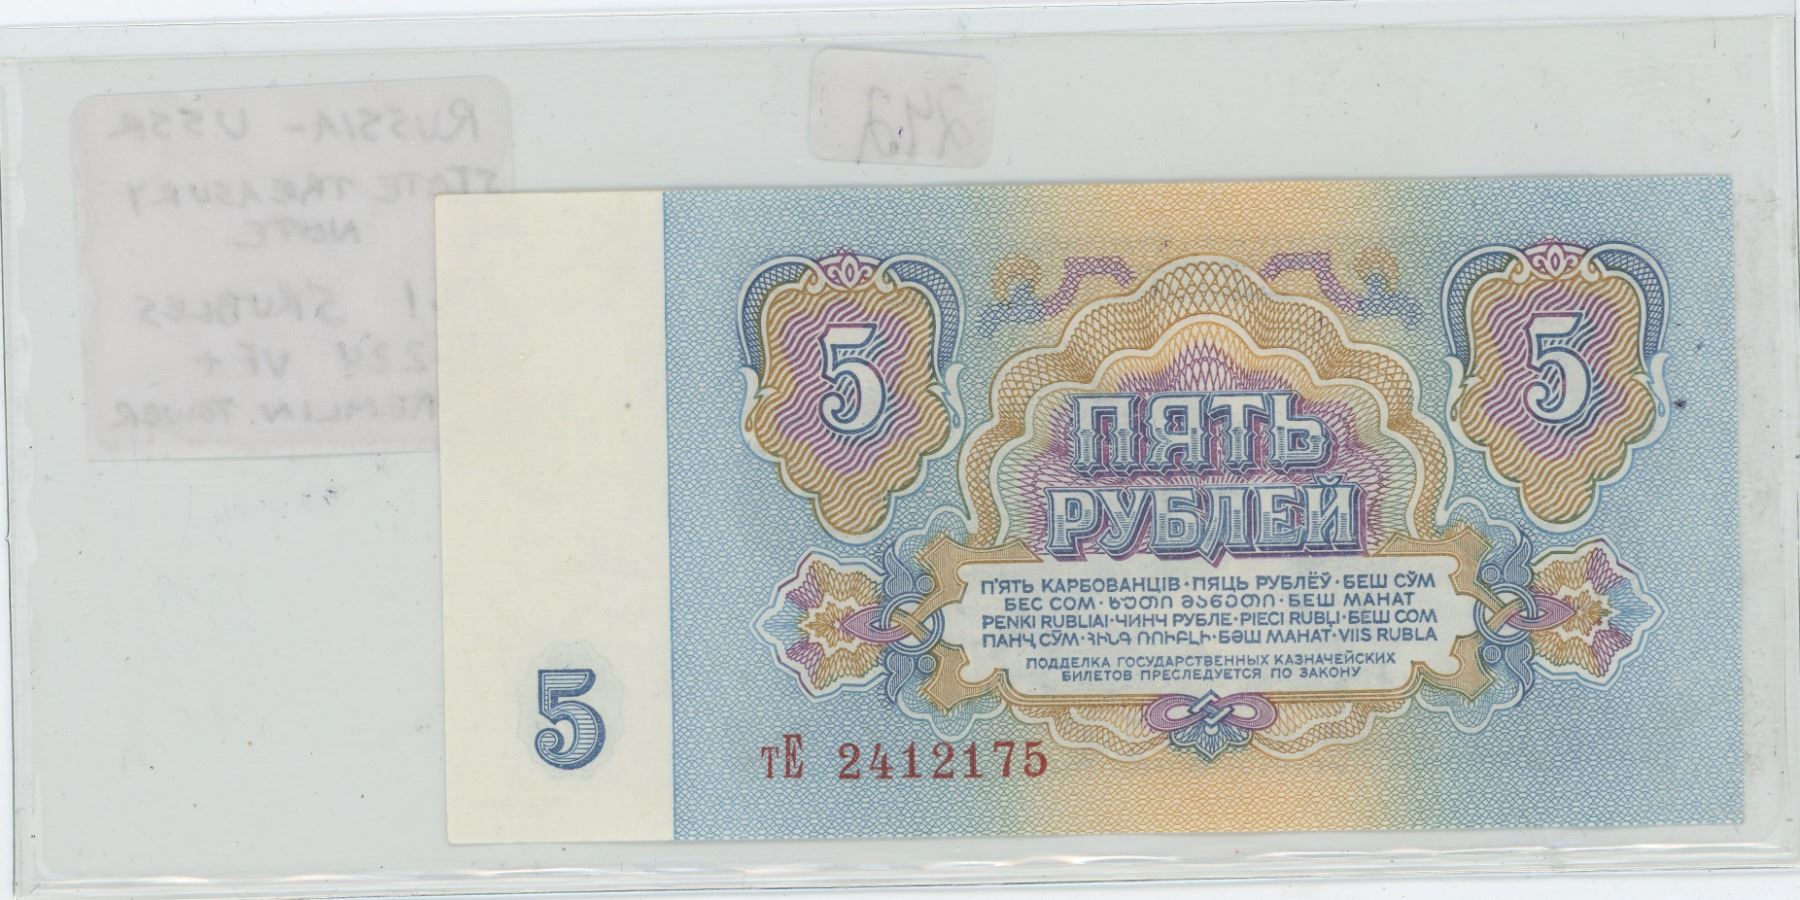 RUSSIA - USSR
STATE TREASURY
NOTE
5 RUBLES
VF +
TOWER
242
5
5
ПЯТЬ
РУБЛЕЙ
П'ЯТЬ КАРБОВАНЦІВ · ПЯЦЬ РУБЛЁЎ · БЕШ СЎМ
БЕС СОМ · ᲮᲣᲗᲘ ᲛᲐᲜᲔᲗᲘ · БЕШ МАНАТ
PENKI RUBLIAI · ЧИНЧ РУБЛЕ · PIECI RUBĻI · БЕШ СОМ
ПАНҶ СӮМ · ՀԻՆԳ ՌՈՒԲԼԻ · БӘШ МАНАТ · VIIS RUBLA
ПОДДЕЛКА ГОСУДАРСТВЕННЫХ КАЗНАЧЕЙСКИХ
БИЛЕТОВ ПРЕСЛЕДУЕТСЯ ПО ЗАКОНУ
5
тЕ 2412175